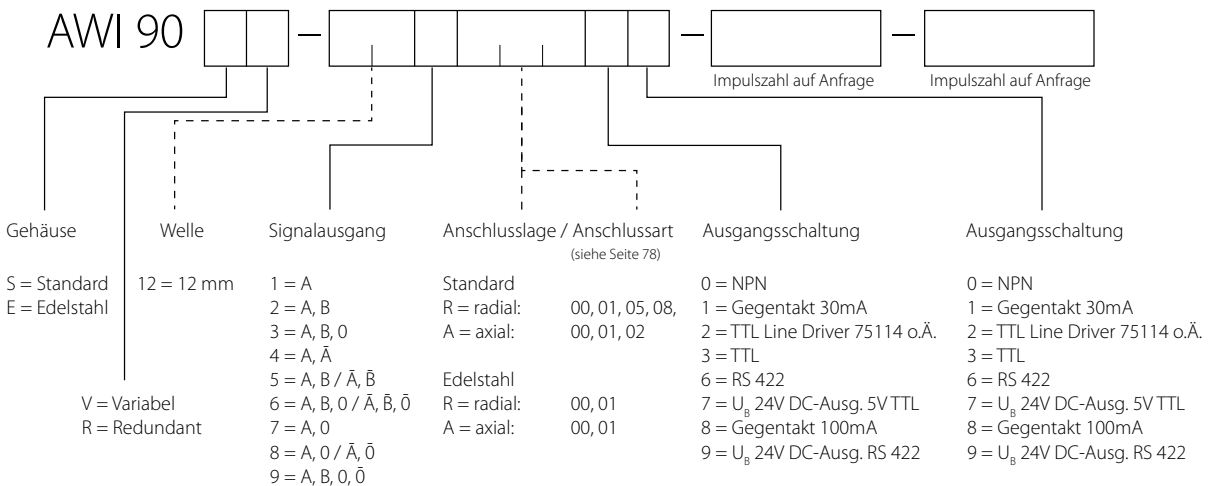 AWI 90 – – –
Impulszahl auf Anfrage Impulszahl auf Anfrage
Gehäuse Welle Signalausgang Anschlusslage / Anschlussart Ausgangsschaltung Ausgangsschaltung
(siehe Seite 78)
S = Standard 12 = 12 mm 1 = A Standard 0 = NPN 0 = NPN
E = Edelstahl 2 = A, B R = radial: 00, 01, 05, 08, 1 = Gegentakt 30mA 1 = Gegentakt 30mA
3 = A, B, 0 A = axial: 00, 01, 02 2 = TTL Line Driver 75114 o.Ä. 2 = TTL Line Driver 75114 o.Ä.
4 = A, Ā 3 = TTL 3 = TTL
5 = A, B / Ā, B̄ Edelstahl 6 = RS 422 6 = RS 422
V = Variabel 6 = A, B, 0 / Ā, B̄, 0̄ R = radial: 00, 01 7 = U_B 24V DC-Ausg. 5V TTL 7 = U_B 24V DC-Ausg. 5V TTL
R = Redundant 7 = A, 0 A = axial: 00, 01 8 = Gegentakt 100mA 8 = Gegentakt 100mA
8 = A, 0 / Ā, 0̄ 9 = U_B 24V DC-Ausg. RS 422 9 = U_B 24V DC-Ausg. RS 422
9 = A, B, 0, 0̄